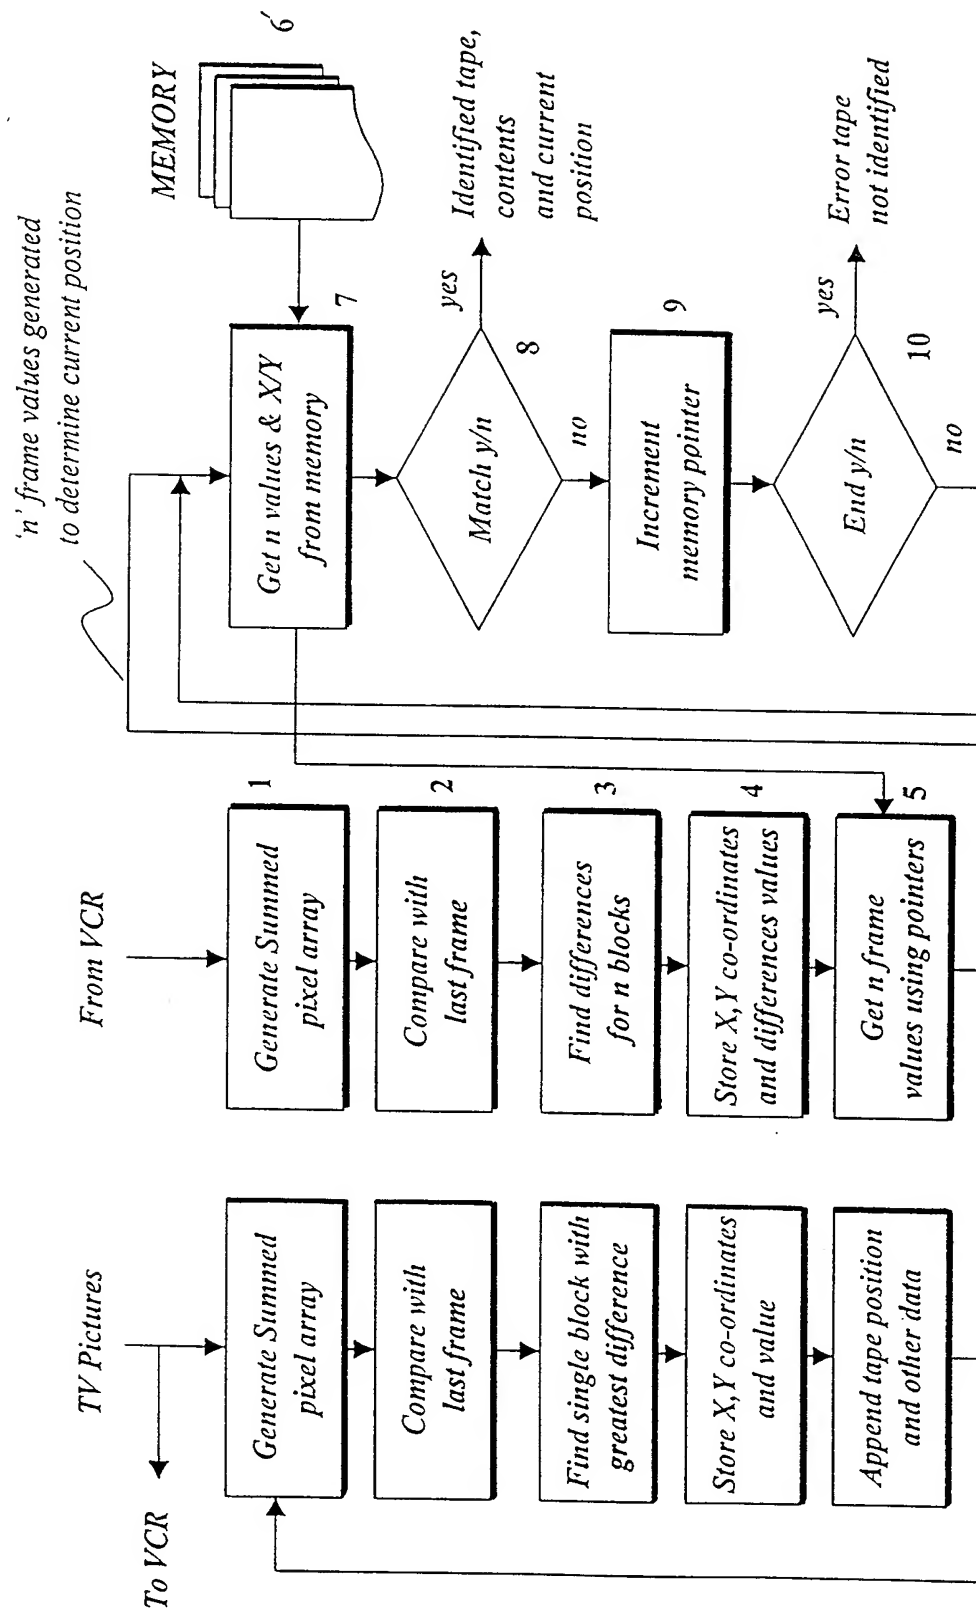 To VCR
TV Pictures
Generate Summed
pixel array
Compare with
last frame
Find single block with
greatest difference
Store X,Y co-ordinates
and value
Append tape position
and other data
From VCR
Generate Summed
pixel array
1
Compare with
last frame
2
Find differences
for n blocks
3
Store X,Y co-ordinates
and differences values
4
Get n frame
values using pointers
5
'n' frame values generated
to determine current position
MEMORY
6
Get n values & X/Y
from memory
7
Match y/n
8
yes
Identified tape,
contents
and current
position
no
Increment
memory pointer
9
End y/n
10
yes
Error tape
not identified
no